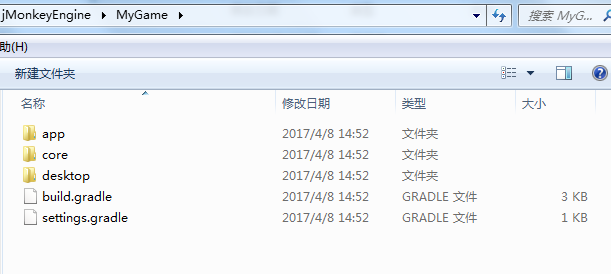 jMonkeyEngine MyGame 搜索 MyG...
助(H)
新建文件夹
名称 修改日期 类型 大小
app 2017/4/8 14:52 文件夹
core 2017/4/8 14:52 文件夹
desktop 2017/4/8 14:52 文件夹
build.gradle 2017/4/8 14:52 GRADLE 文件 3 KB
settings.gradle 2017/4/8 14:52 GRADLE 文件 1 KB